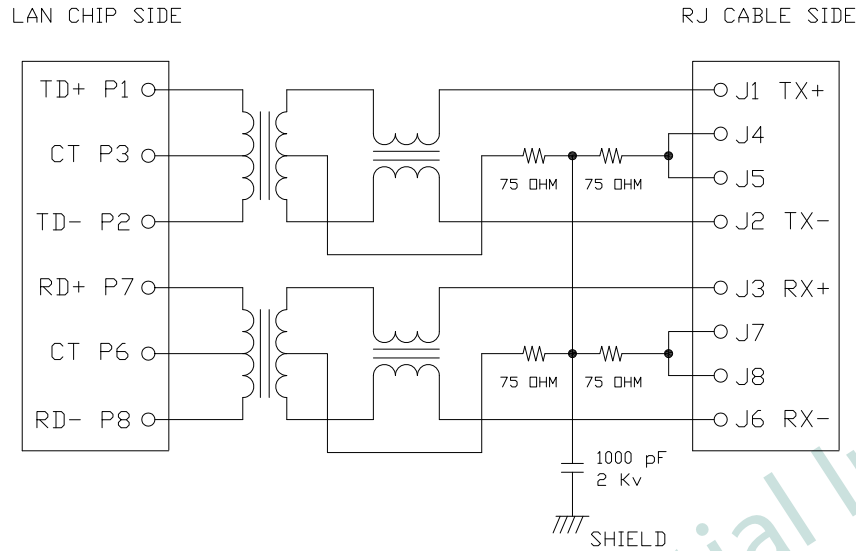 LAN CHIP SIDE
RJ CABLE SIDE
TD+ P1
J1 TX+
J4
CT P3
75 OHM
75 OHM
J5
TD- P2
J2 TX-
RD+ P7
J3 RX+
J7
CT P6
75 OHM
75 OHM
J8
RD- P8
J6 RX-
1000 pF
2 Kv
SHIELD